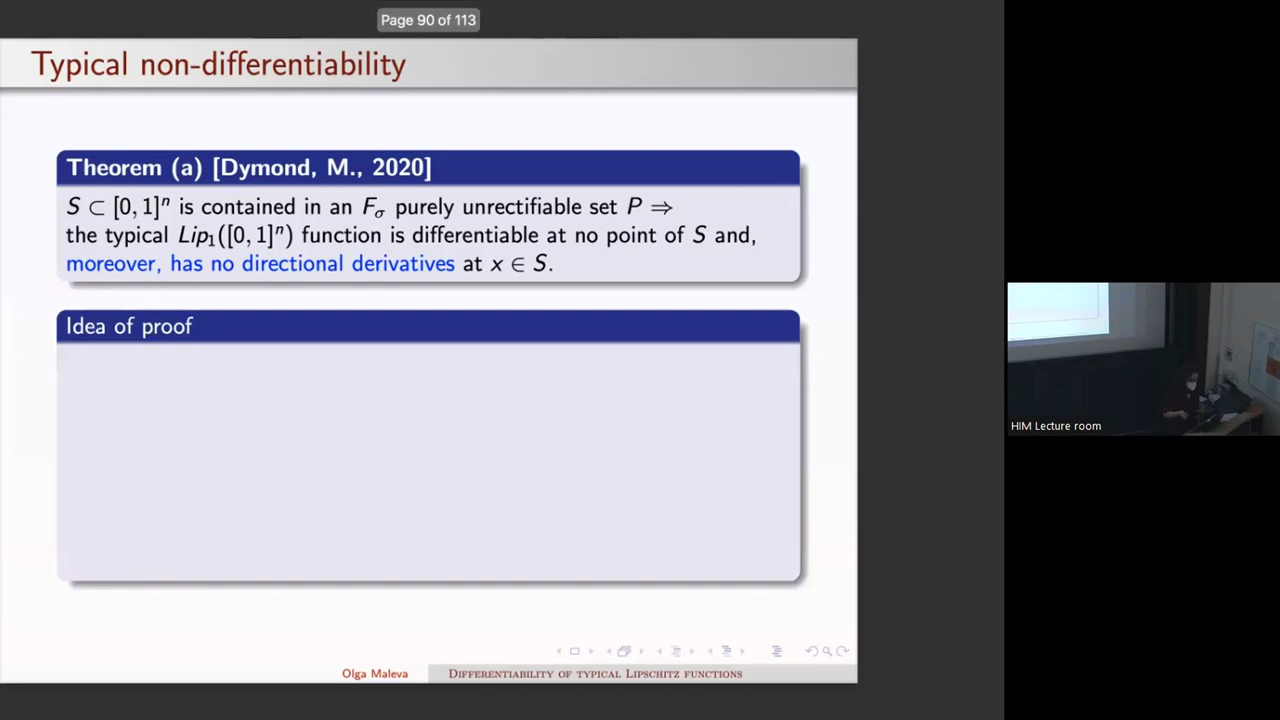 Page 90 of 113
Typical non-differentiability
Theorem (a) [Dymond, M., 2020]
S ⊂ [0, 1]ⁿ is contained in an Fσ purely unrectifiable set P ⇒
the typical Lip₁([0, 1]ⁿ) function is differentiable at no point of S and,
moreover, has no directional derivatives at x ∈ S.
Idea of proof
HIM Lecture room
Olga Maleva
Differentiability of typical Lipschitz functions